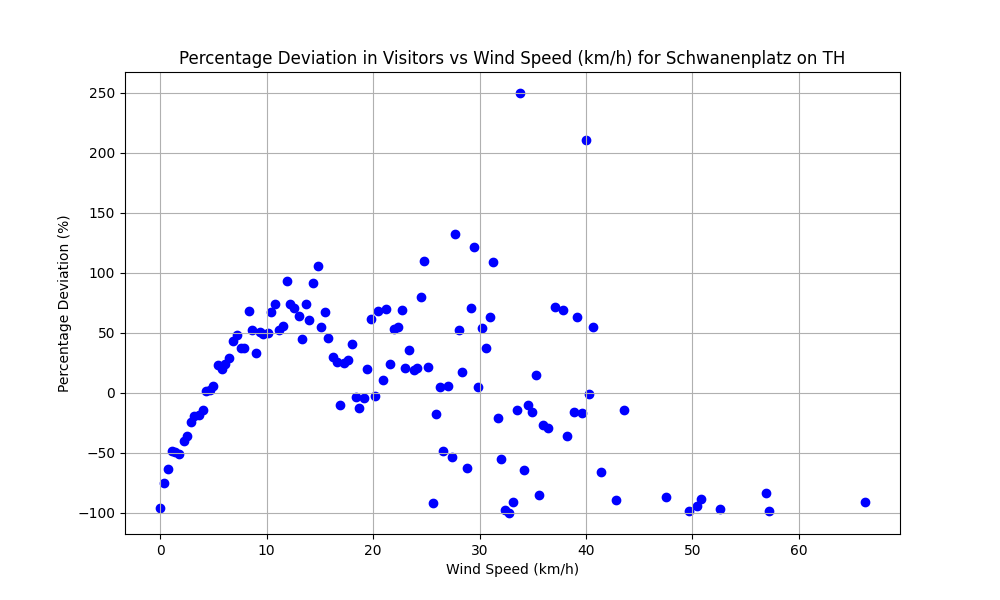 Percentage Deviation in Visitors vs Wind Speed (km/h) for Schwanenplatz on TH
250
200
150
100
50
0
−50
−100
Percentage Deviation (%)
0 10 20 30 40 50 60
Wind Speed (km/h)